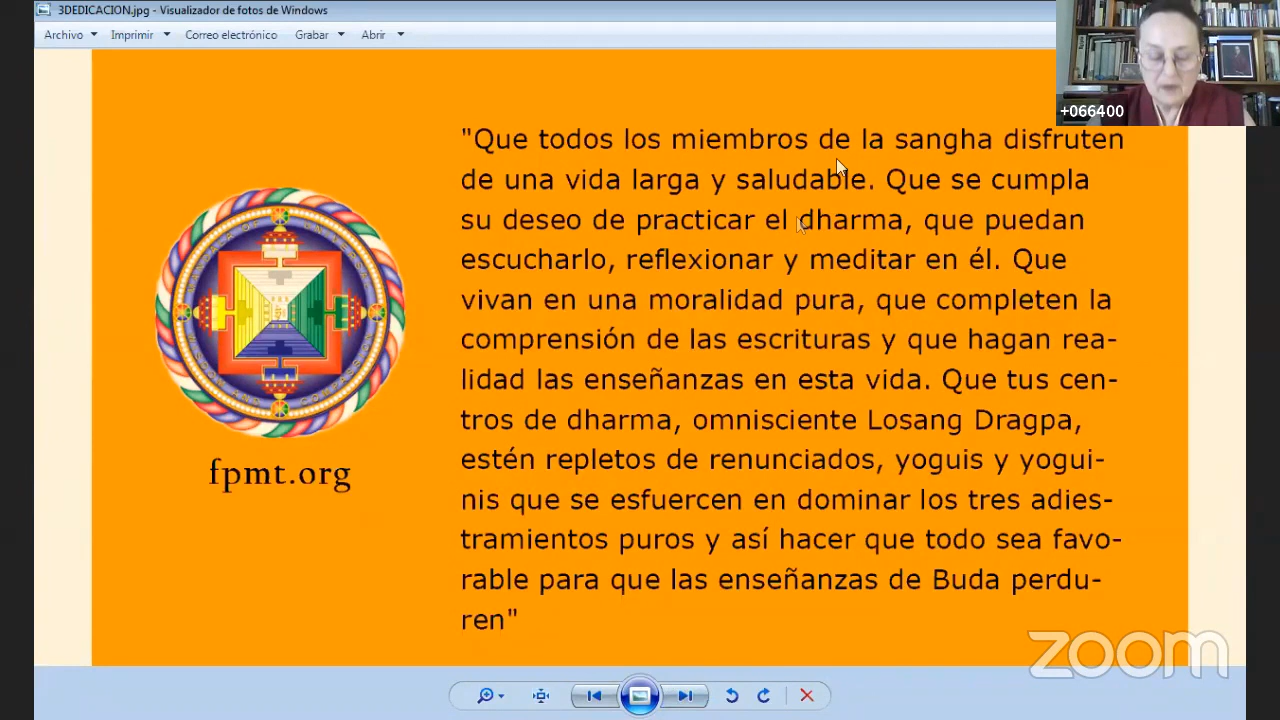 3DEDICACION.jpg - Visualizador de fotos de Windows
Archivo Imprimir Correo electrónico Grabar Abrir
+066400
"Que todos los miembros de la sangha disfruten
de una vida larga y saludable. Que se cumpla
su deseo de practicar el dharma, que puedan
escucharlo, reflexionar y meditar en él. Que
vivan en una moralidad pura, que completen la
comprensión de las escrituras y que hagan rea-
lidad las enseñanzas en esta vida. Que tus cen-
tros de dharma, omnisciente Losang Dragpa,
estén repletos de renunciados, yoguis y yogui-
nis que se esfuercen en dominar los tres adies-
tramientos puros y así hacer que todo sea favo-
rable para que las enseñanzas de Buda perdu-
ren"
fpmt.org
zoom